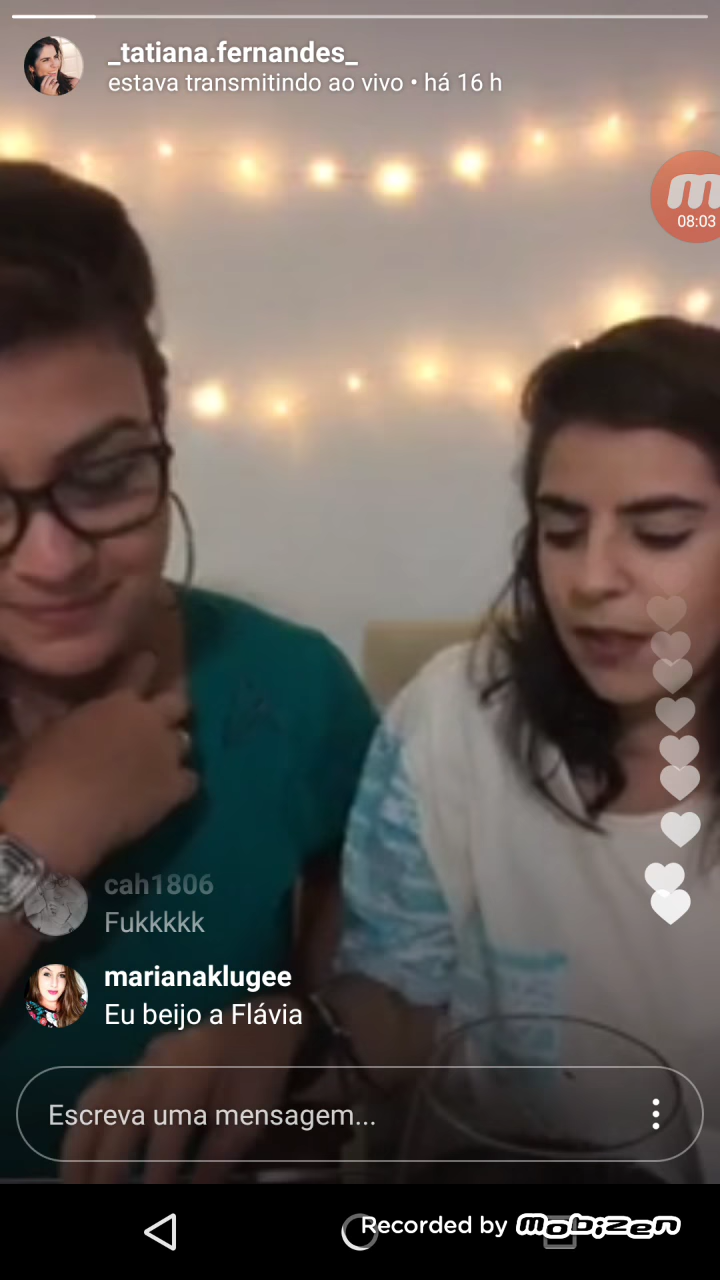 _tatiana.fernandes_
estava transmitindo ao vivo • há 16 h
m
08:03
cah1806
Fukkkkk
marianaklugee
Eu beijo a Flávia
Escreva uma mensagem...
Recorded by mobizen